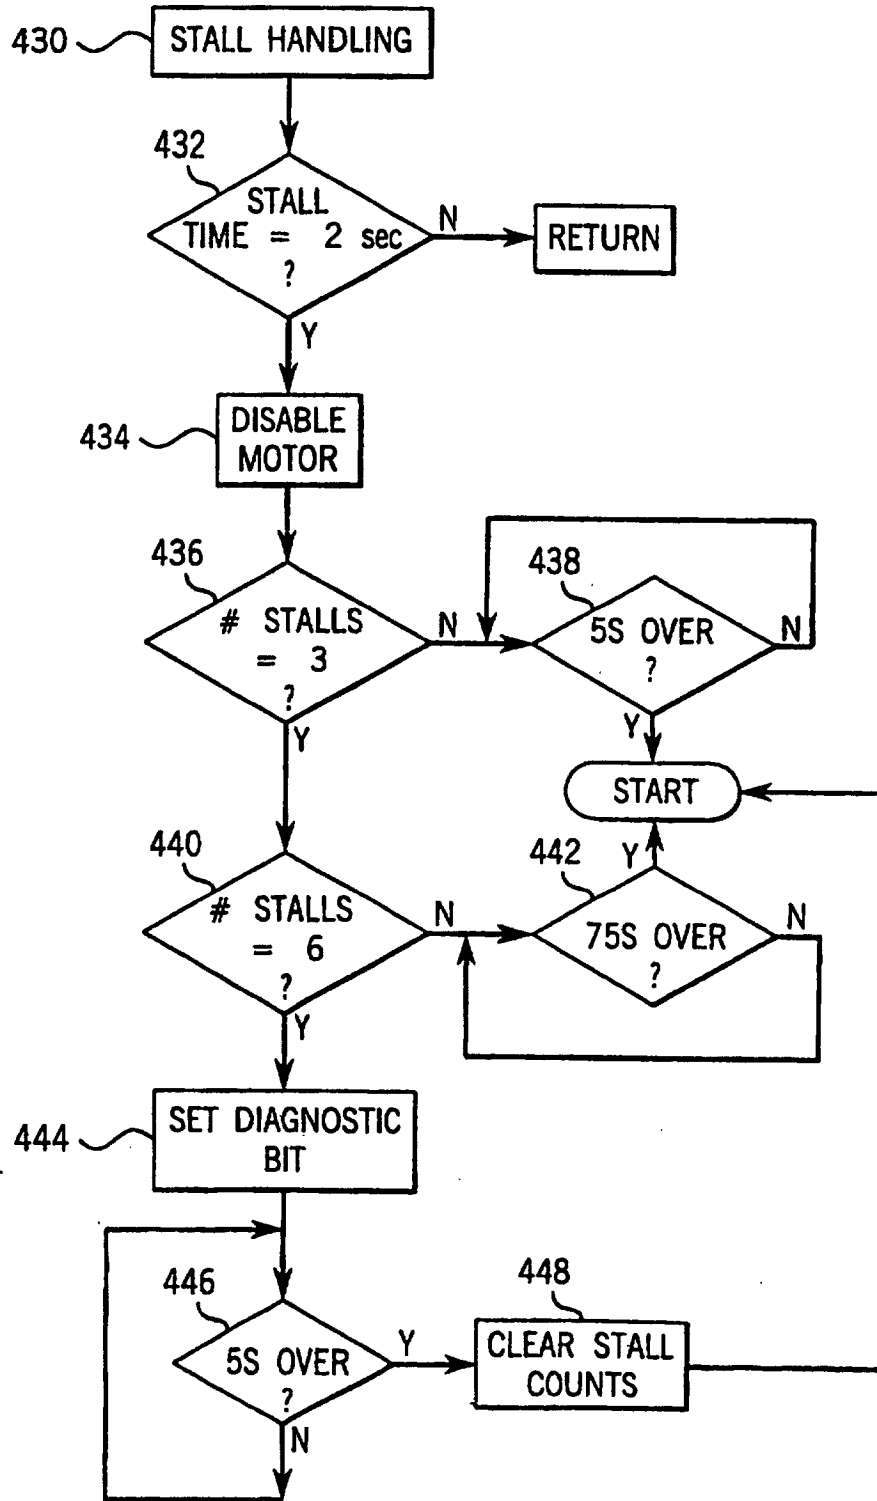 430
STALL HANDLING
432
STALL
TIME = 2 sec
?
N
RETURN
Y
434
DISABLE
MOTOR
436
# STALLS
= 3
?
N
438
5S OVER
?
N
Y
Y
START
440
# STALLS
= 6
?
N
442
Y
75S OVER
?
N
Y
444
SET DIAGNOSTIC
BIT
446
5S OVER
?
Y
N
448
CLEAR STALL
COUNTS